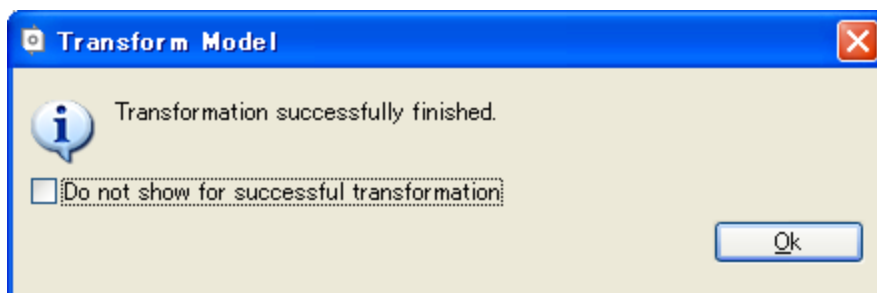 Transform Model
Transformation successfully finished.
Do not show for successful transformation
Ok